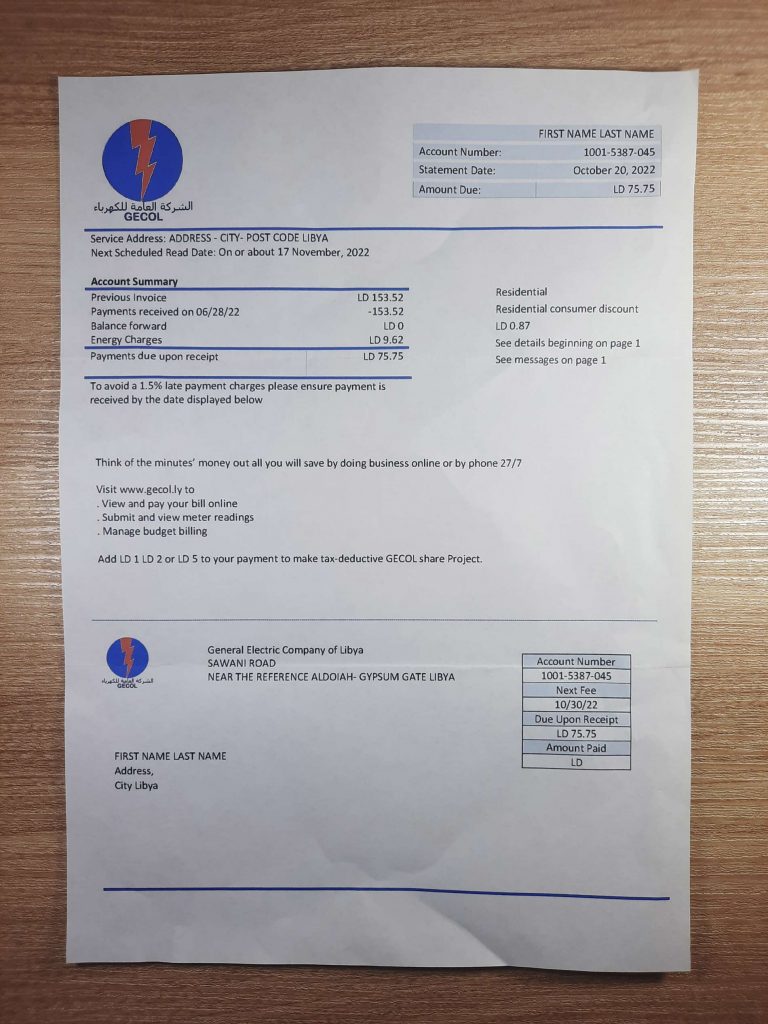 الشركة العامة للكهرباء
GECOL
FIRST NAME LAST NAME
Account Number: 1001-5387-045
Statement Date: October 20, 2022
Amount Due: LD 75.75
Service Address: ADDRESS - CITY- POST CODE LIBYA
Next Scheduled Read Date: On or about 17 November, 2022
Account Summary
Previous Invoice LD 153.52
Payments received on 06/28/22 -153.52
Balance forward LD 0
Energy Charges LD 9.62
Payments due upon receipt LD 75.75
Residential
Residential consumer discount
LD 0.87
See details beginning on page 1
See messages on page 1
To avoid a 1.5% late payment charges please ensure payment is
received by the date displayed below
Think of the minutes’ money out all you will save by doing business online or by phone 27/7
Visit www.gecol.ly to
. View and pay your bill online
. Submit and view meter readings
. Manage budget billing
Add LD 1 LD 2 or LD 5 to your payment to make tax-deductive GECOL share Project.
الشركة العامة للكهرباء
GECOL
General Electric Company of Libya
SAWANI ROAD
NEAR THE REFERENCE ALDOIAH- GYPSUM GATE LIBYA
Account Number
1001-5387-045
Next Fee
10/30/22
Due Upon Receipt
LD 75.75
Amount Paid
LD
FIRST NAME LAST NAME
Address,
City Libya